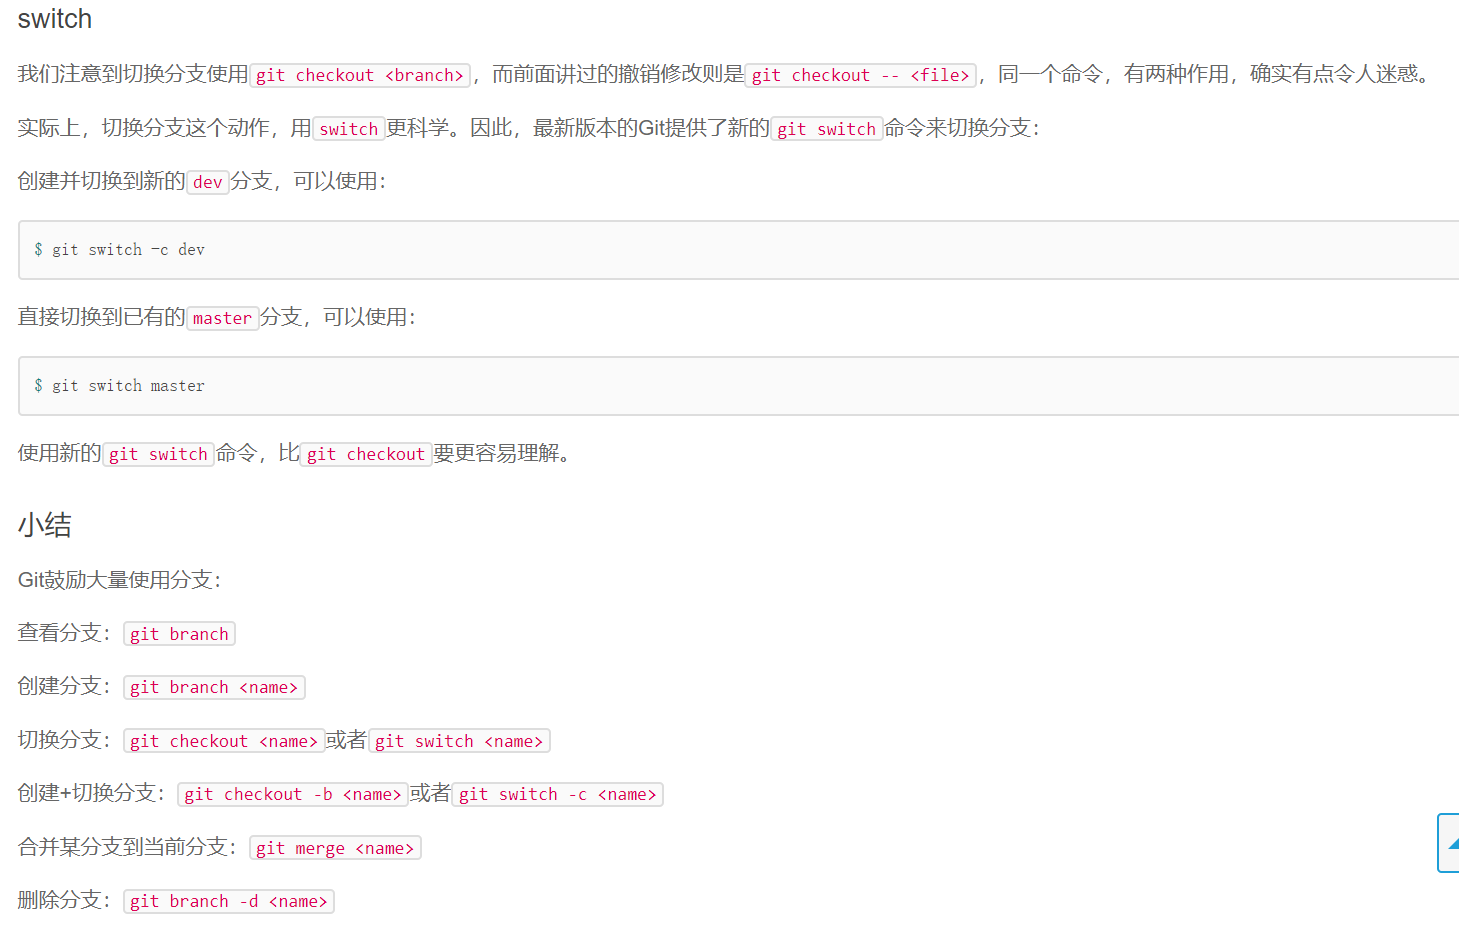 switch
我们注意到切换分支使用git checkout <branch>，而前面讲过的撤销修改则是git checkout -- <file>，同一个命令，有两种作用，确实有点令人迷惑。
实际上，切换分支这个动作，用switch更科学。因此，最新版本的Git提供了新的git switch命令来切换分支：
创建并切换到新的dev分支，可以使用：
$ git switch -c dev
直接切换到已有的master分支，可以使用：
$ git switch master
使用新的git switch命令，比git checkout要更容易理解。
小结
Git鼓励大量使用分支：
查看分支：git branch
创建分支：git branch <name>
切换分支：git checkout <name>或者git switch <name>
创建+切换分支：git checkout -b <name>或者git switch -c <name>
合并某分支到当前分支：git merge <name>
删除分支：git branch -d <name>